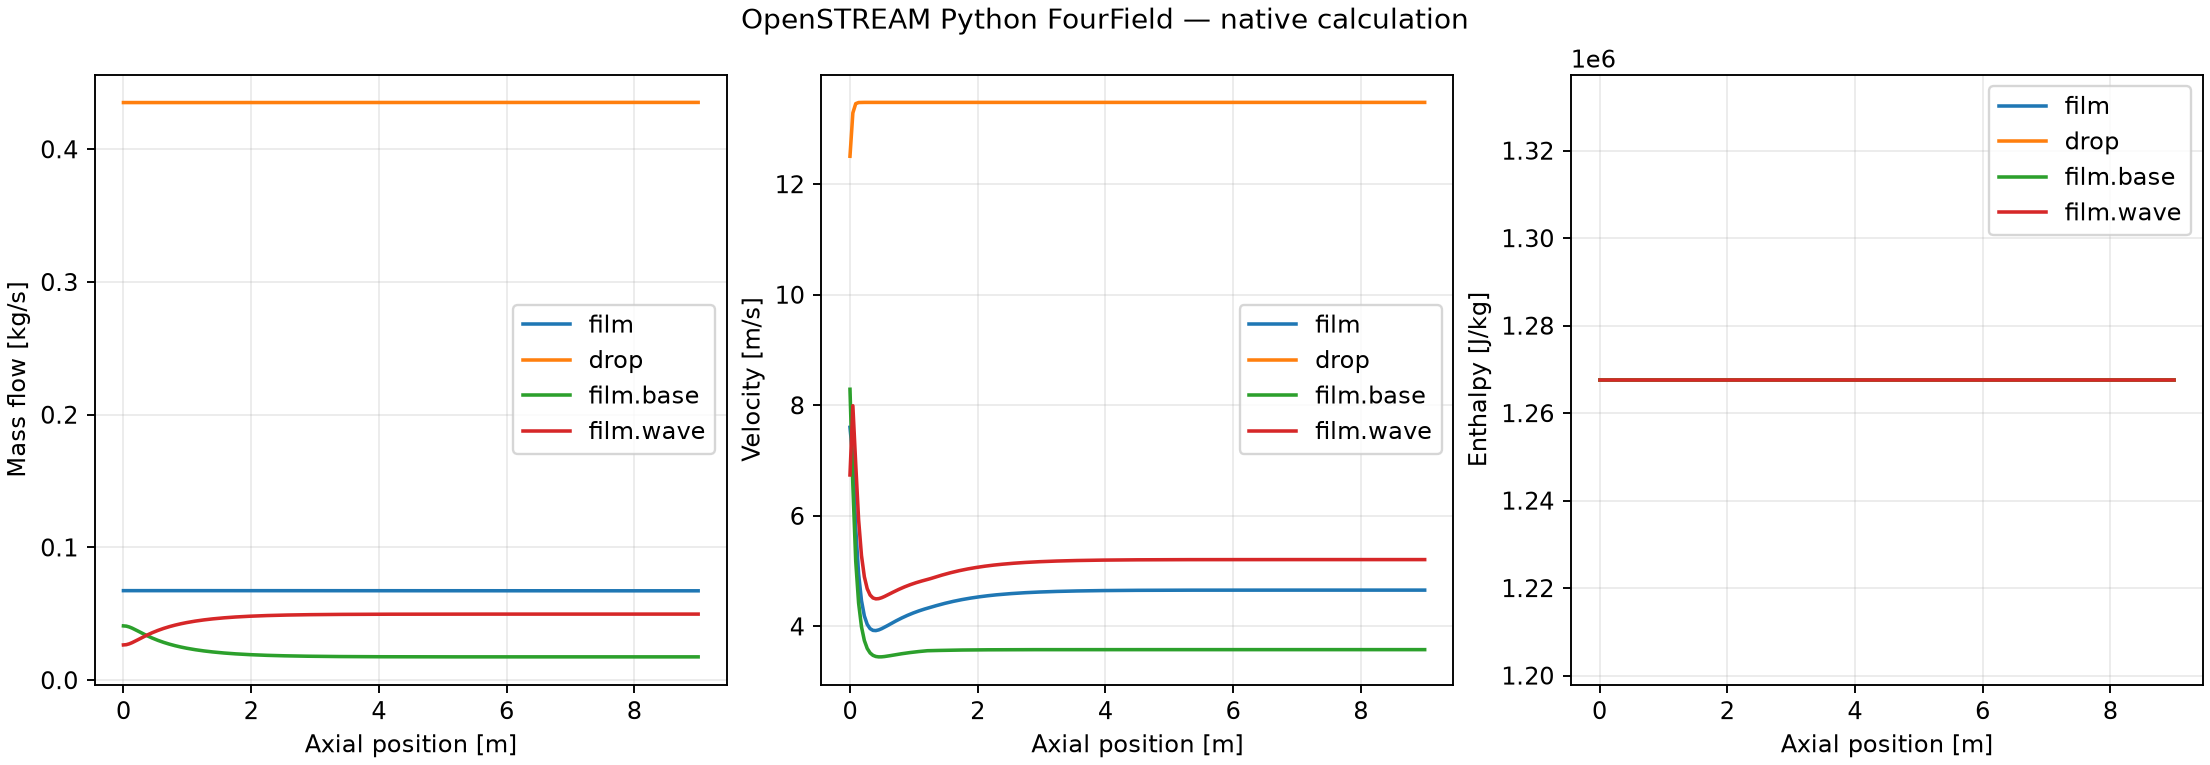 OpenSTREAM Python FourField — native calculation
Mass flow [kg/s]
0.4
0.3
0.2
0.1
0.0
film
drop
film.base
film.wave
0 2 4 6 8
Axial position [m]
Velocity [m/s]
12
10
8
6
4
film
drop
film.base
film.wave
0 2 4 6 8
Axial position [m]
1e6
Enthalpy [J/kg]
1.32
1.30
1.28
1.26
1.24
1.22
1.20
film
drop
film.base
film.wave
0 2 4 6 8
Axial position [m]